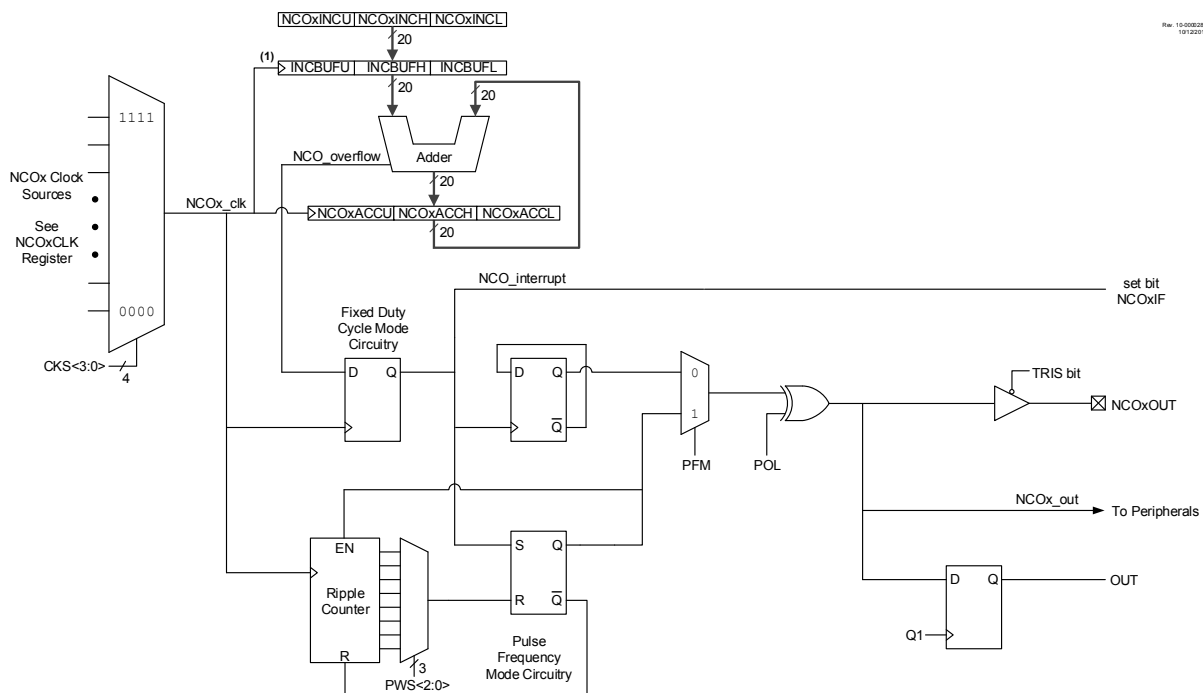 NCOxINCU NCOxINCH NCOxINCL
20
Rev. 10-000028
(1)
INCBUFU INCBUFH INCBUFL
20
20
1111
NCO_overflow
Adder
20
NCOx Clock
Sources
NCOx_clk
NCOxACCU NCOxACCH NCOxACCL
20
See
NCOxCLK
Register
NCO_interrupt
set bit
NCOxIF
0000
Fixed Duty
Cycle Mode
Circuitry
CKS<3:0>
4
D Q
Q
Q
0
1
TRIS bit
NCOxOUT
PFM
POL
NCOx_out
To Peripherals
EN
Ripple
Counter
R
S Q
R Q
D Q
OUT
Q1
3
PWS<2:0>
Pulse
Frequency
Mode Circuitry